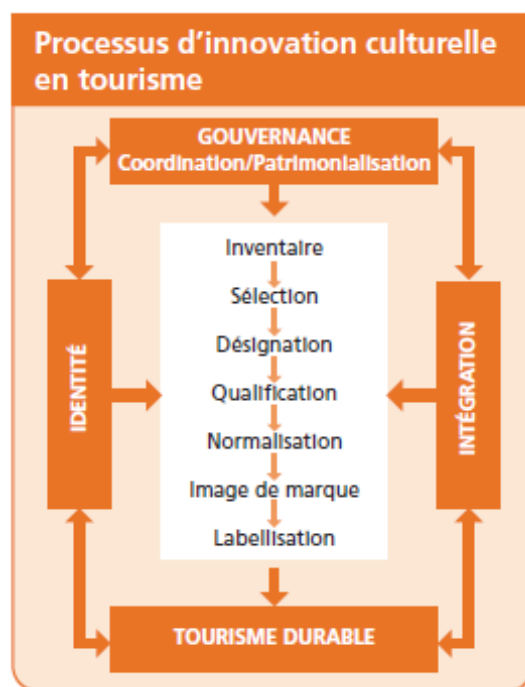 Processus d'innovation culturelle
en tourisme
GOUVERNANCE
Coordination/Patrimonialisation
Inventaire
Sélection
Désignation
Qualification
Normalisation
Image de marque
Labellisation
IDENTITÉ
INTÉGRATION
TOURISME DURABLE